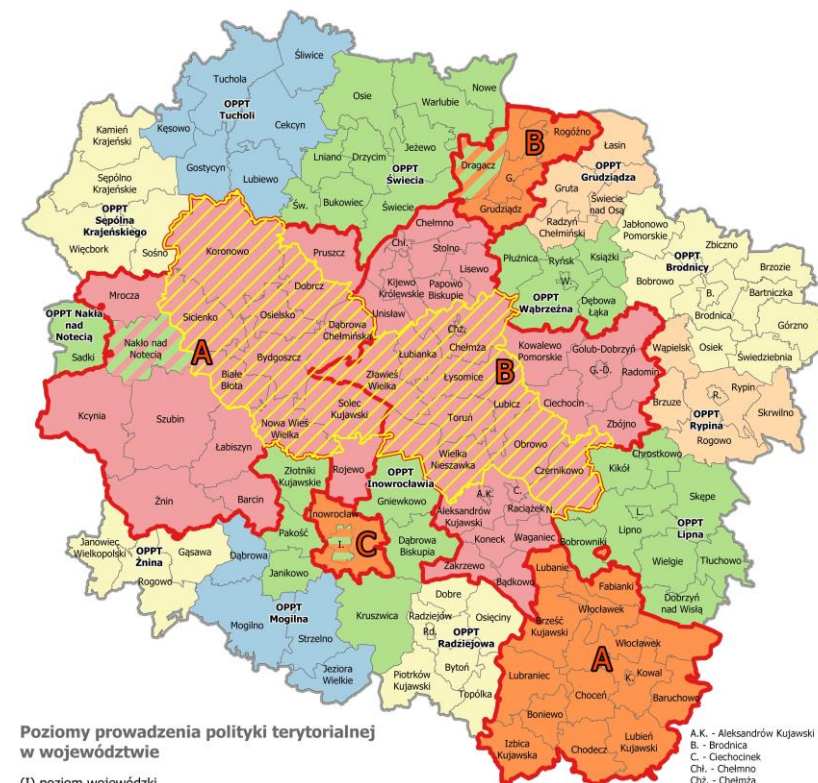 Śliwice
Tuchola
OPPT
Tucholi
Kęsowo
Cekcyn
Gostycyn
Lubiewo
Osie
Nowe
Warlubie
Jeżewo
Lniano
Drzycim
OPPT
Świecia
Bukowiec
Św.
Świecie
Dragacz
B
Rogóźno
G.
Grudziądz
Łasin
OPPT
Grudziądza
Gruta
Świecie
nad Osą
Radzyń
Chełmiński
Kamień
Krajeński
Sępólno
Krajeńskie
OPPT
Sępólna
Krajeńskiego
Więcbork
Sośno
Jabłonowo
Pomorskie
Zbiczno
OPPT
Brodnicy
Brzozie
Bobrowo
B.
Bartniczka
Brodnica
Górzno
Osiek
Świedziebnia
Płużnica
Ryńsk
Książki
W.
OPPT
Wąbrzeźna
Dębowa
Łąka
Koronowo
Pruszcz
Dobrcz
Mrocza
Sicienko
Osielsko
Dąbrowa
Chełmińska
OPPT Nakła
nad
Notecią
Sadki
Nakło nad
Notecią
A
Bydgoszcz
Białe
Błota
Solec
Kujawski
Nowa Wieś
Wielka
Kcynia
Szubin
Łabiszyn
Żnin
Barcin
Rojewo
Chełmno
Chł.
Stolno
Lisewo
Kijewo
Królewskie
Papowo
Biskupie
Unisław
Chż.
Chełmża
Łubianka
Zławieś
Wielka
Łysomice
B
Toruń
Lubicz
Wielka
Nieszawka
Obrowo
Czernikowo
Kowalewo
Pomorskie
Golub-Dobrzyń
G.-D.
Radomin
Ciechocin
Zbójno
Wąpielsk
R.
Rypin
Brzuze
Skrwilno
OPPT
Rypina
Rogowo
Chrostkowo
Kikół
Skępe
L.
Lipno
OPPT
Lipna
Bobrowniki
Wielgie
Tłuchowo
Dobrzyń
nad Wisłą
Złotniki
Kujawskie
OPPT
Inowrocławia
Gniewkowo
Inowrocław
I.
C
Pakość
Dąbrowa
Biskupia
Janikowo
Kruszwica
A.K.
C.
Raciążek
N.
Aleksandrów
Kujawski
Koneck
Waganiec
Zakrzewo
Bądkowo
Janowiec
Wielkopolski
OPPT
Żnina
Gąsawa
Rogowo
Dąbrowa
OPPT
Mogilna
Mogilno
Strzelno
Jeziora
Wielkie
Dobre
Radziejów
Osięciny
Rd.
OPPT
Radziejowa
Bytoń
Piotrków
Kujawski
Topólka
Lubanie
Fabianki
Włocławek
Brześć
Kujawski
Włocławek
A
K.
Kowal
Lubraniec
Choceń
Baruchowo
Boniewo
Lubień
Kujawski
Izbica
Kujawska
Chodecz
Poziomy prowadzenia polityki terytorialnej
w województwie
(I) poziom wojewódzki
A.K. - Aleksandrów Kujawski
B. - Brodnica
C. - Ciechocinek
Chł. - Chełmno
Chż. - Chełmża